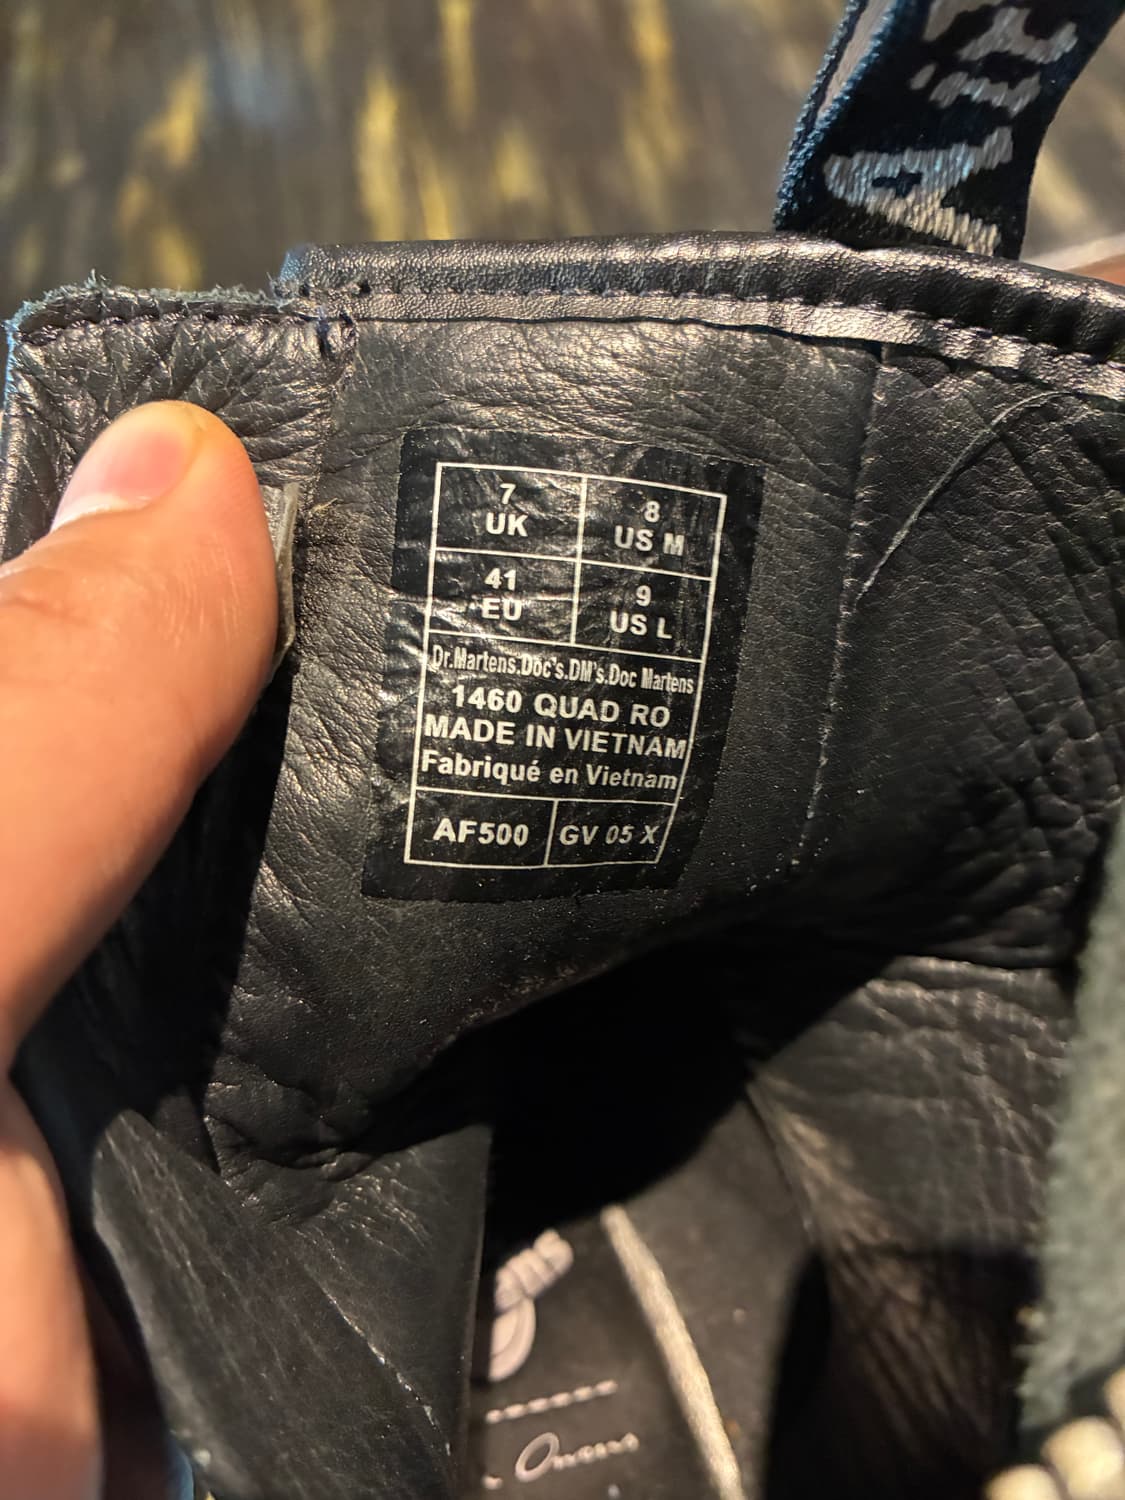 7
UK
8
US M
41
EU
9
US L
Dr.Martens.Doc's.DM's.Doc Martens
1460 QUAD RO
MADE IN VIETNAM
Fabriqué en Vietnam
AF500
GV 05 X
Owens